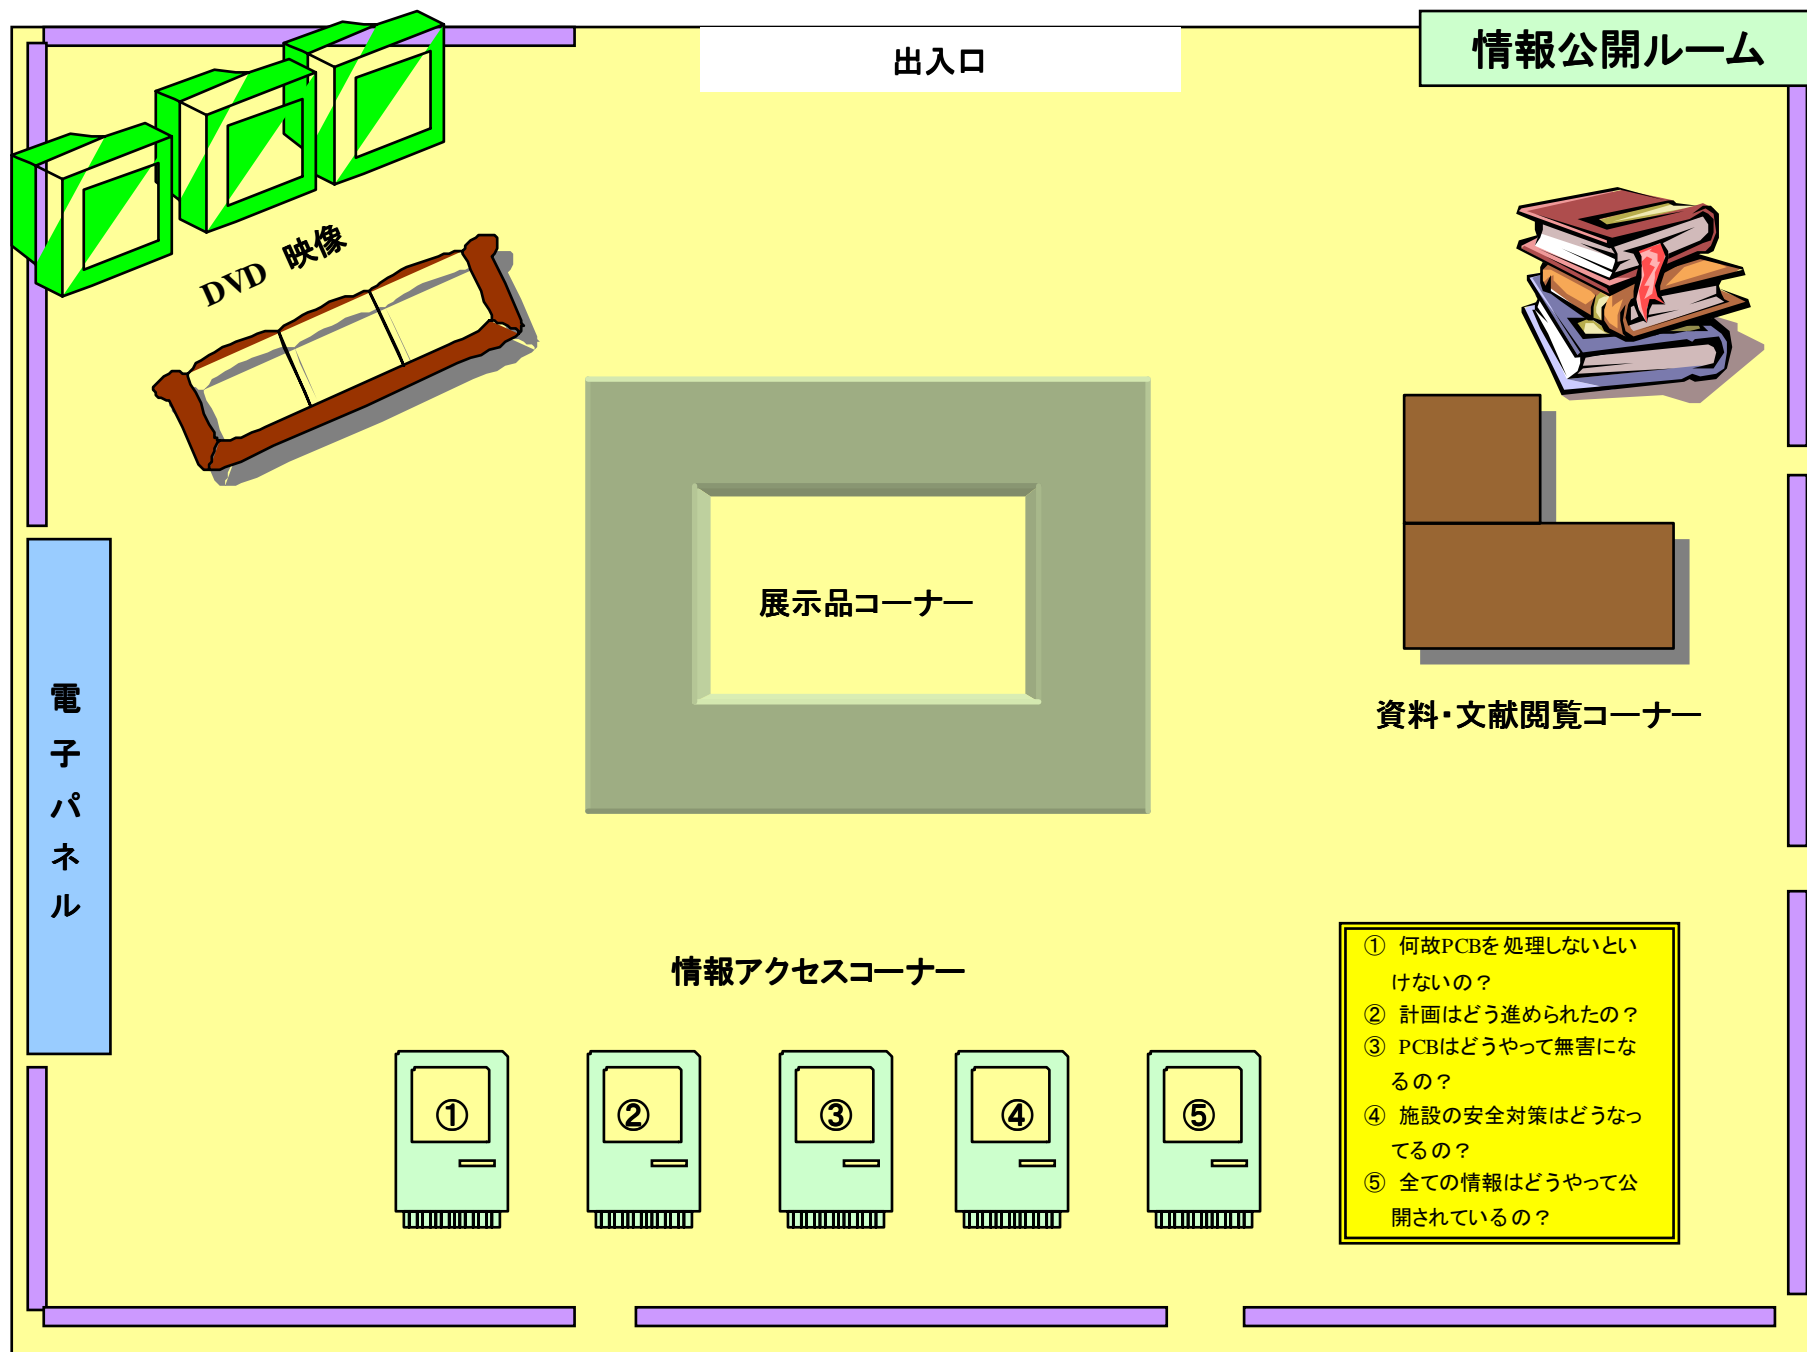 出入口
情報公開ルーム
DVD 映像
展示品コーナー
資料・文献閲覧コーナー
電子パネル
情報アクセスコーナー
①
②
③
④
⑤
① 何故PCBを処理しないとい
けないの？
② 計画はどう進められたの？
③ PCBはどうやって無害にな
るの？
④ 施設の安全対策はどうなっ
てるの？
⑤ 全ての情報はどうやって公
開されているの？